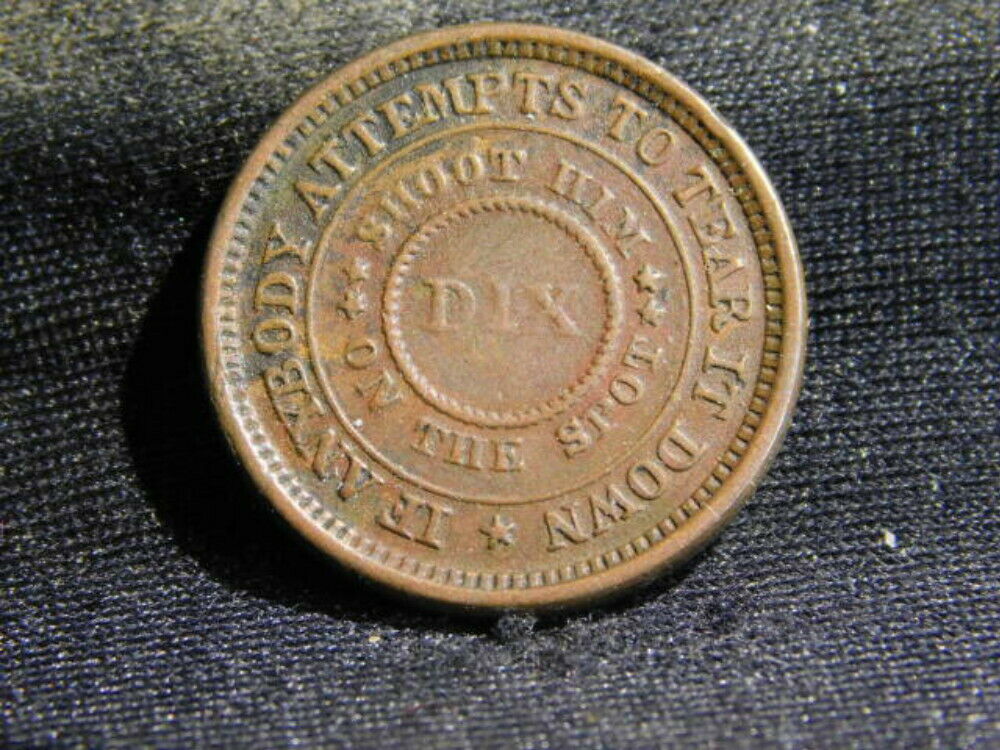 IF ANYBODY ATTEMPTS TO TEAR IT DOWN
SHOOT HIM
ON THE SPOT
DIX